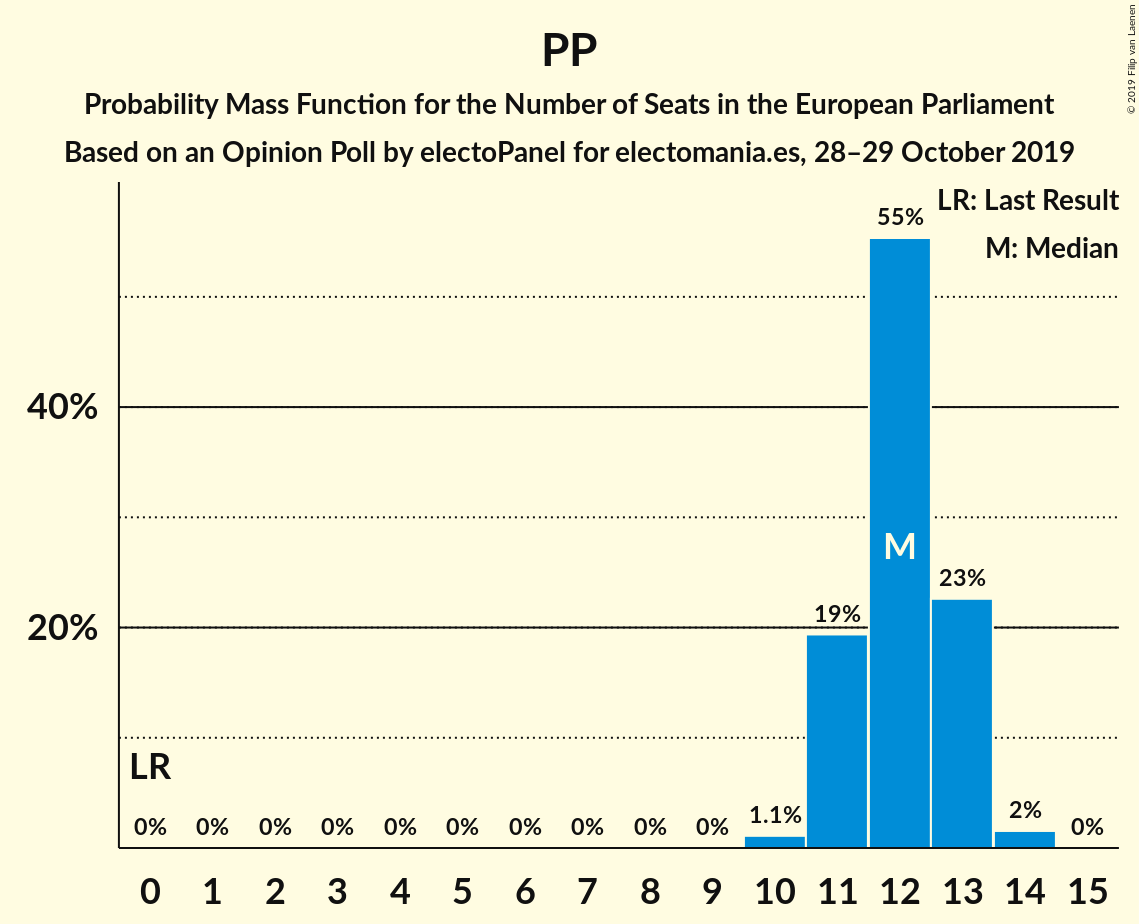 PP
Probability Mass Function for the Number of Seats in the European Parliament
Based on an Opinion Poll by electoPanel for electomania.es, 28–29 October 2019
© 2019 Filip van Laenen
LR: Last Result
M: Median
55%
40%
M
23%
19%
20%
LR
0% 0% 0% 0% 0% 0% 0% 0% 0% 0% 1.1% 2% 0%
0 1 2 3 4 5 6 7 8 9 10 11 12 13 14 15